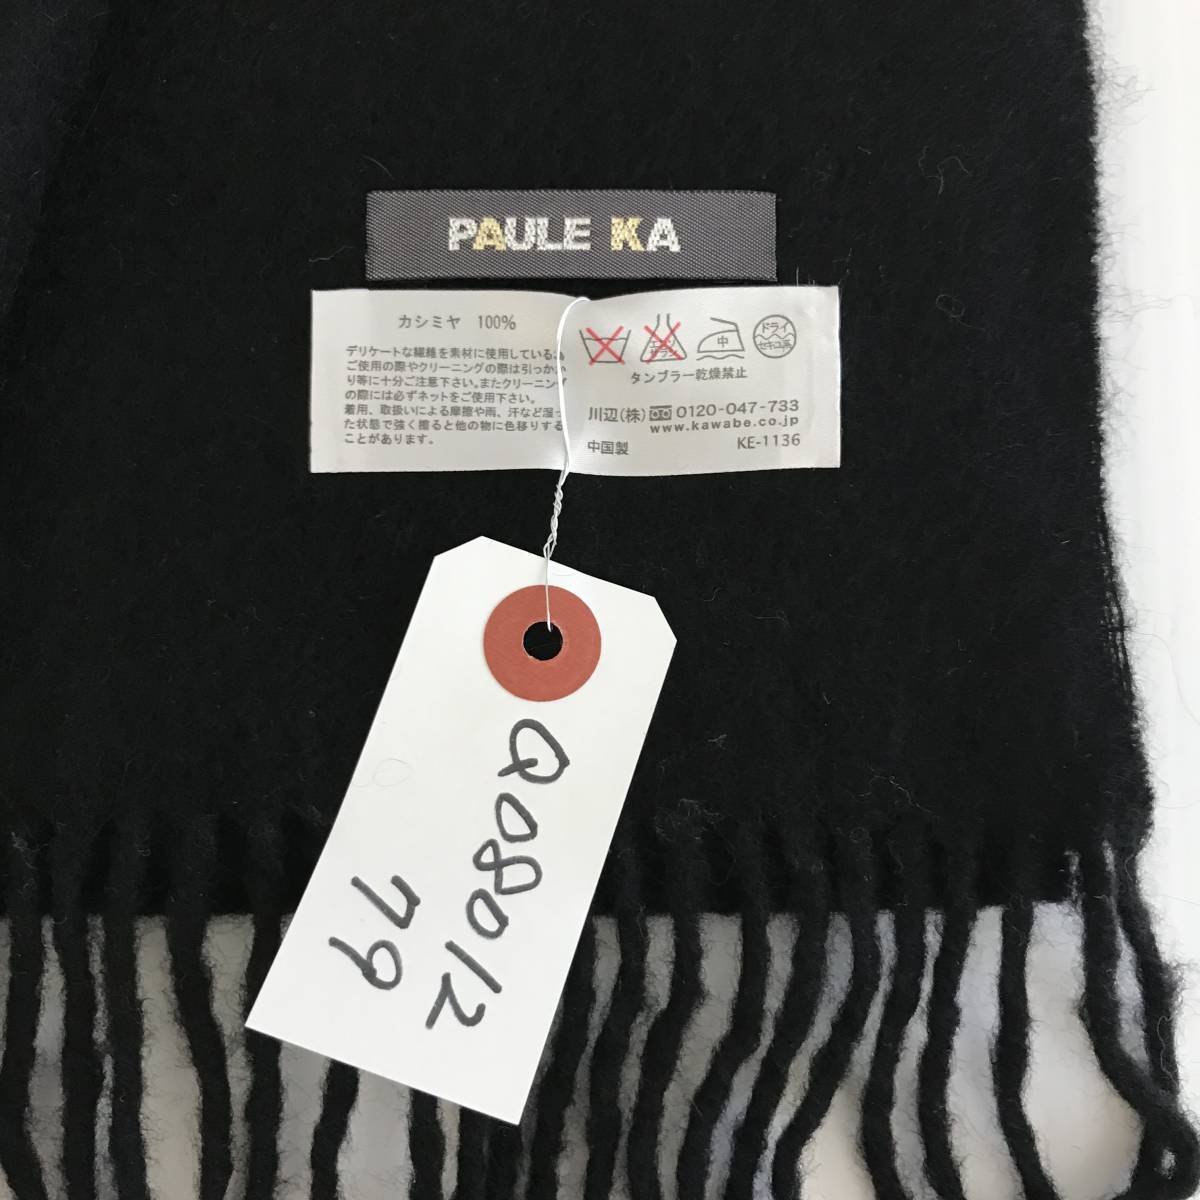 PAULE KA
カシミヤ 100%
デリケートな繊維を素材に使用している
ご使用の際やクリーニングの際は引っか
り等に十分ご注意下さい。またクリーニング
の際には必ずネットをご使用下さい。
着用、取扱いによる摩擦や雨、汗など湿っ
た状態で強く擦ると他の物に色移りする
ことがあります。
エンソ
サラシ
中
ドライ
セキユ系
タンブラー乾燥禁止
川辺(株) 0120-047-733
www.kawabe.co.jp
中国製 KE-1136
Q08012
79